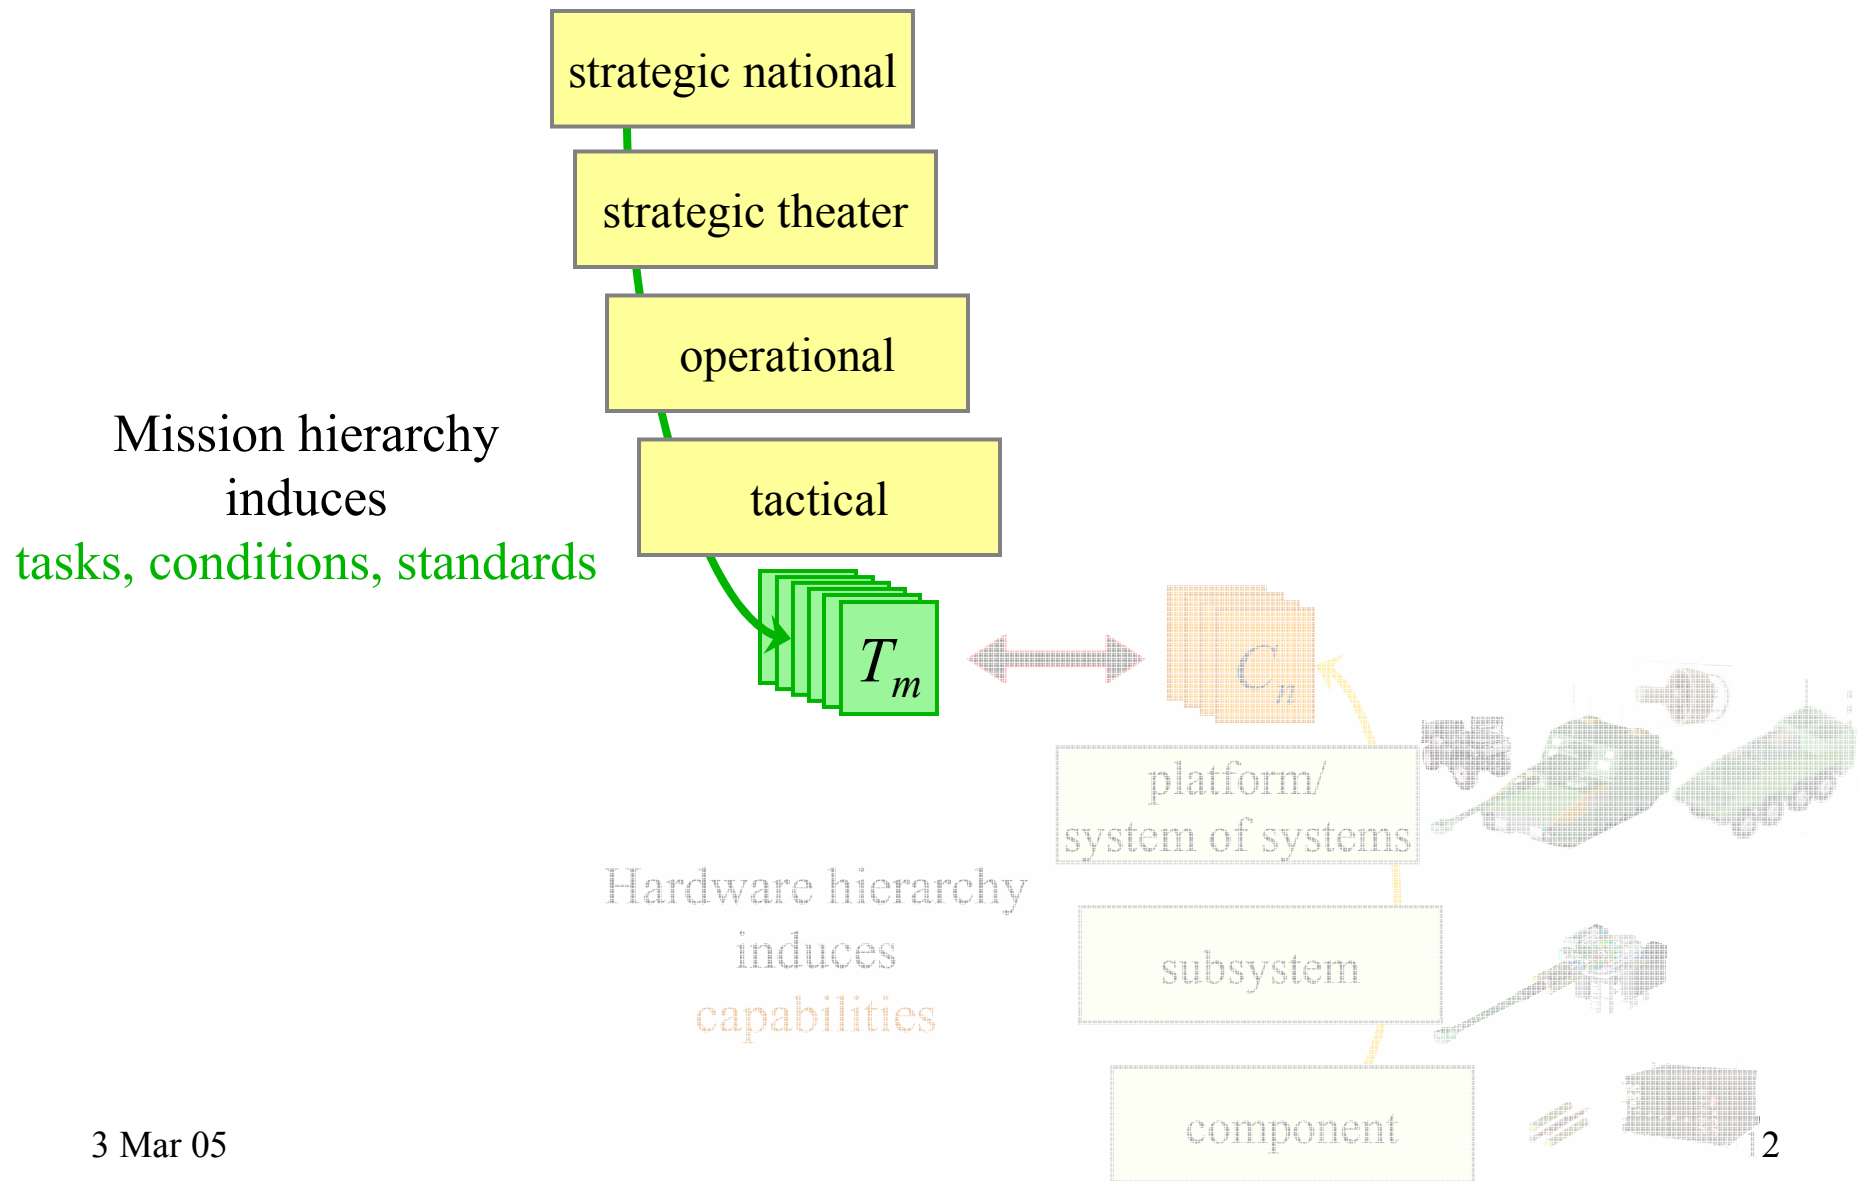 strategic national
strategic theater
operational
Mission hierarchy
induces
tasks, conditions, standards
tactical
Tm
Cn
platform/
system of systems
Hardware hierarchy
induces
capabilities
subsystem
component
3 Mar 05
12